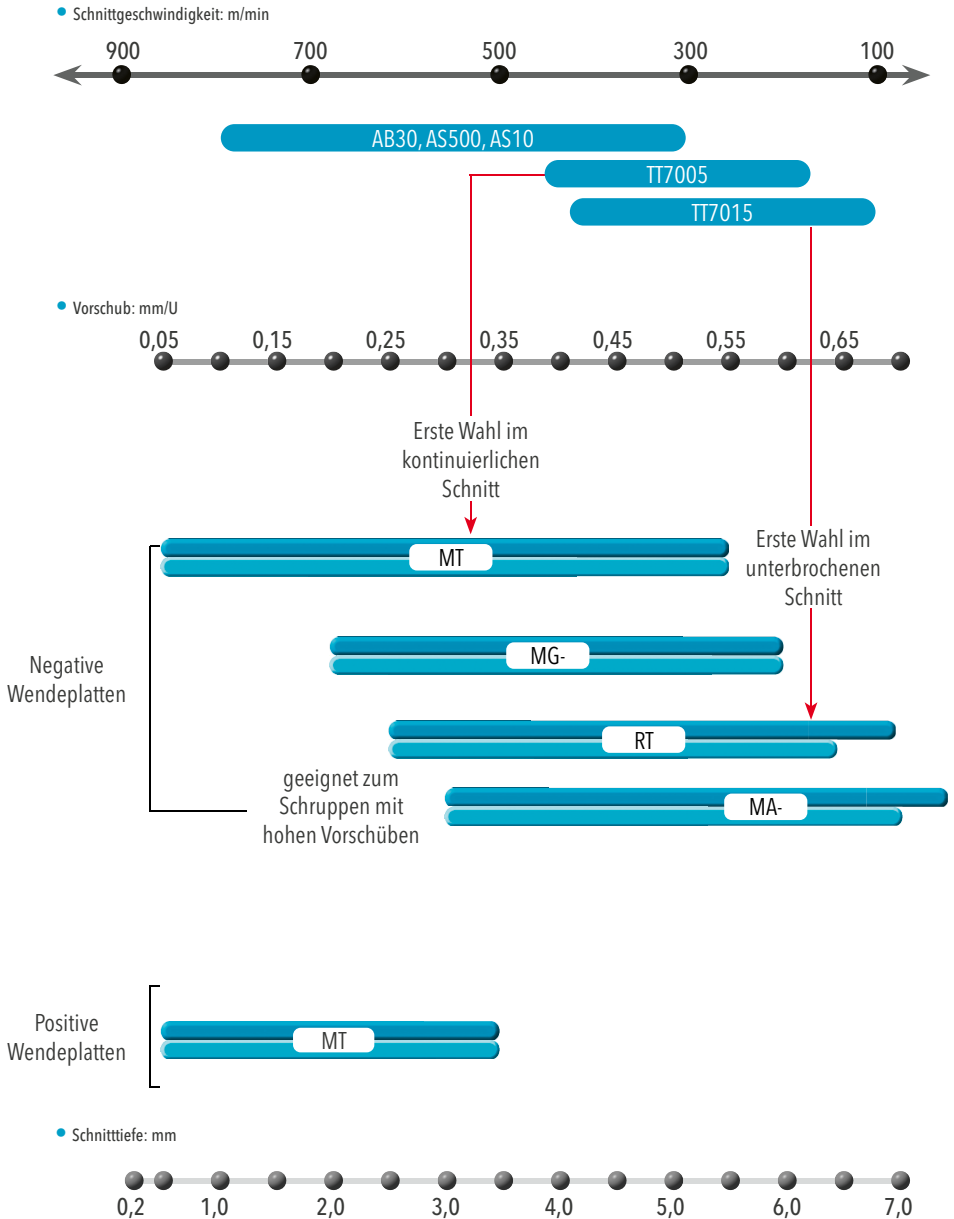 Schnittgeschwindigkeit: m/min
900 700 500 300 100
AB30, AS500, AS10
TT7005
TT7015
Vorschub: mm/U
0,05 0,15 0,25 0,35 0,45 0,55 0,65
Erste Wahl im
kontinuierlichen
Schnitt
MT
Erste Wahl im
unterbrochenen
Schnitt
MG-
Negative
Wendeplatten
RT
geeignet zum
Schruppen mit
hohen Vorschüben
MA-
Positive
Wendeplatten
MT
Schnitttiefe: mm
0,2 1,0 2,0 3,0 4,0 5,0 6,0 7,0